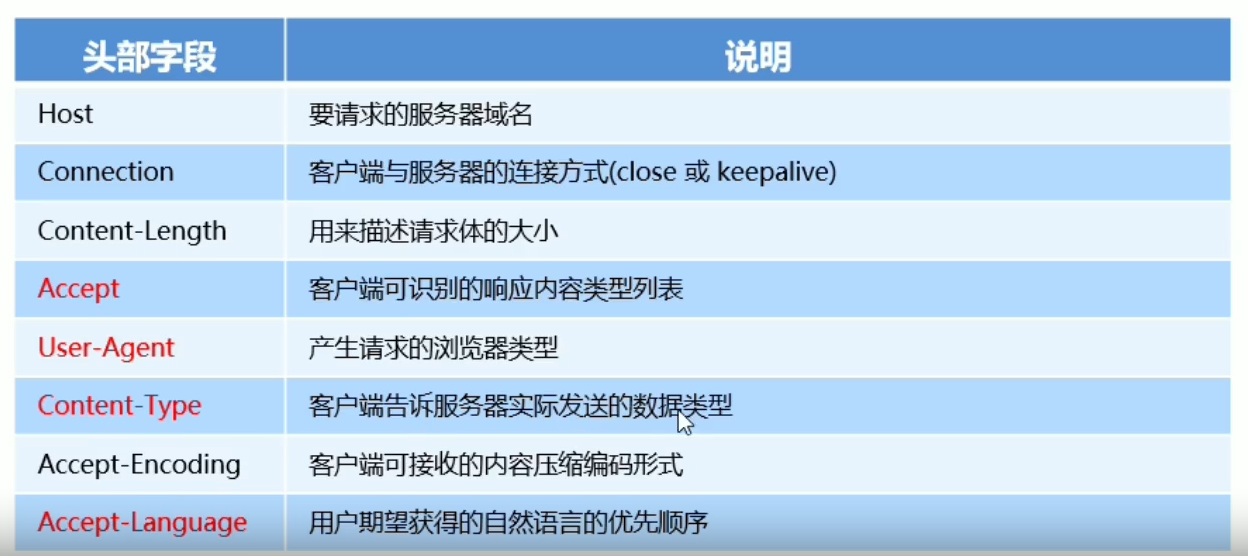 头部字段 说明
Host 要请求的服务器域名
Connection 客户端与服务器的连接方式(close 或 keepalive)
Content-Length 用来描述请求体的大小
Accept 客户端可识别的响应内容类型列表
User-Agent 产生请求的浏览器类型
Content-Type 客户端告诉服务器实际发送的数据类型
Accept-Encoding 客户端可接收的内容压缩编码形式
Accept-Language 用户期望获得的自然语言的优先顺序